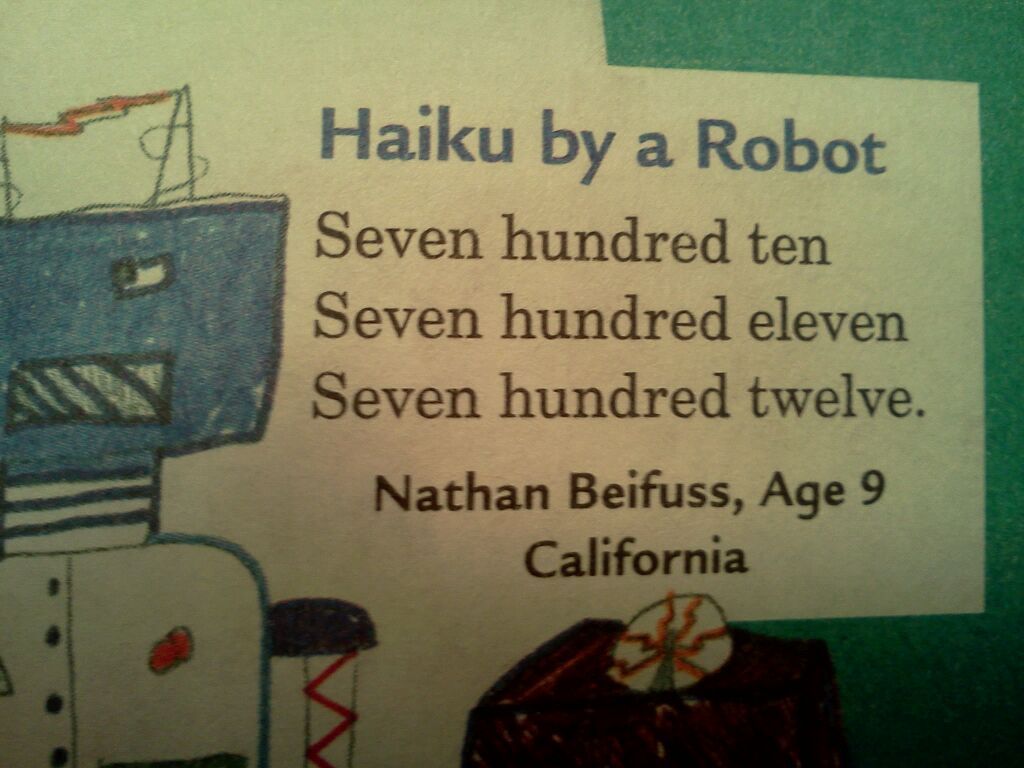 Haiku by a Robot
Seven hundred ten
Seven hundred eleven
Seven hundred twelve.
Nathan Beifuss, Age 9
California